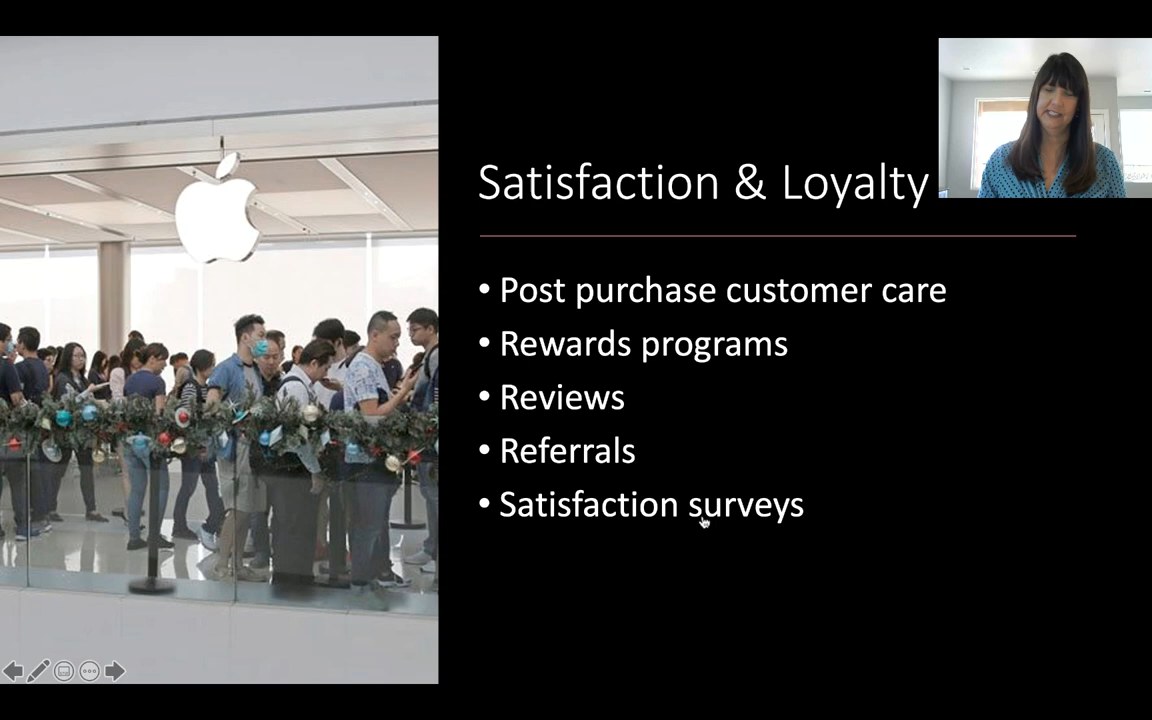 Satisfaction & Loyalty
• Post purchase customer care
• Rewards programs
• Reviews
• Referrals
• Satisfaction surveys